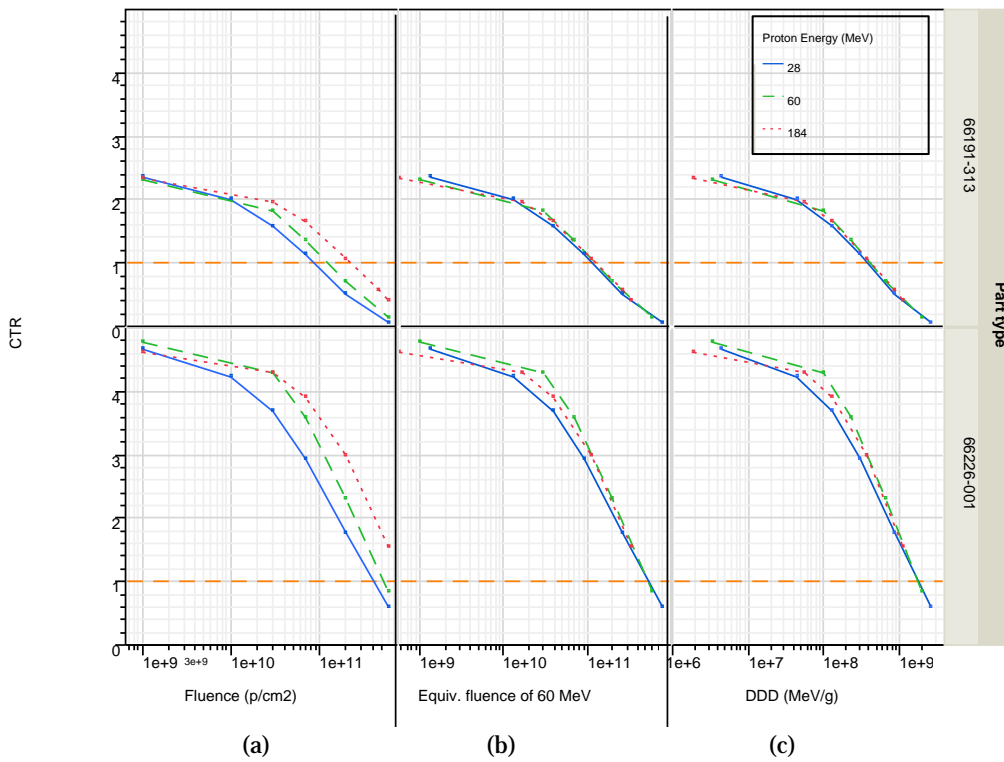 Proton Energy (MeV)
28
60
184
4
3
2
1
0
4
3
2
1
0
CTR
66191-313
66226-001
Part type
1e+9 3e+9 1e+10 1e+11
1e+9 1e+10 1e+11
1e+6 1e+7 1e+8 1e+9
Fluence (p/cm2)
Equiv. fluence of 60 MeV
DDD (MeV/g)
(a) (b) (c)